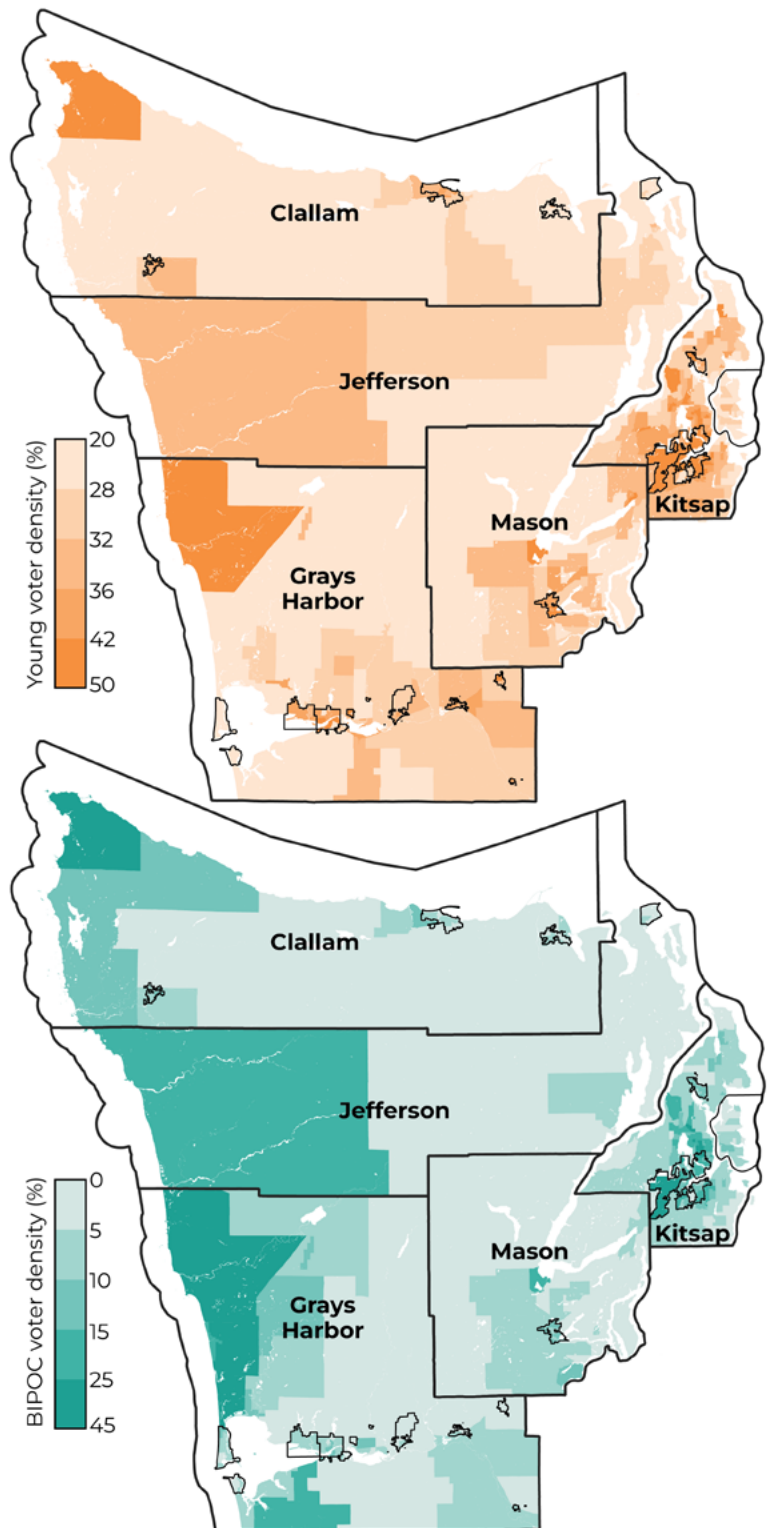 Clallam
Jefferson
Young voter density (%)
20
28
32
36
42
50
Mason
Kitsap
Grays
Harbor
Clallam
Jefferson
BIPOC voter density (%)
0
5
10
15
25
45
Mason
Kitsap
Grays
Harbor